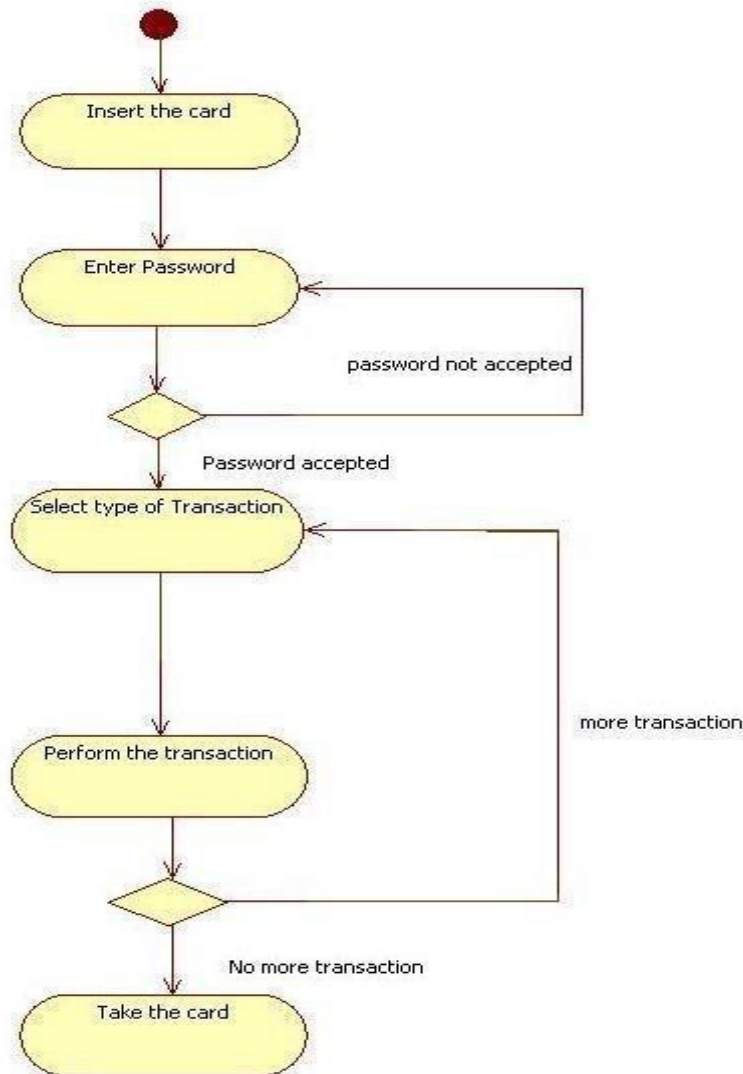 Insert the card
Enter Password
password not accepted
Password accepted
Select type of Transaction
more transaction
Perform the transaction
No more transaction
Take the card